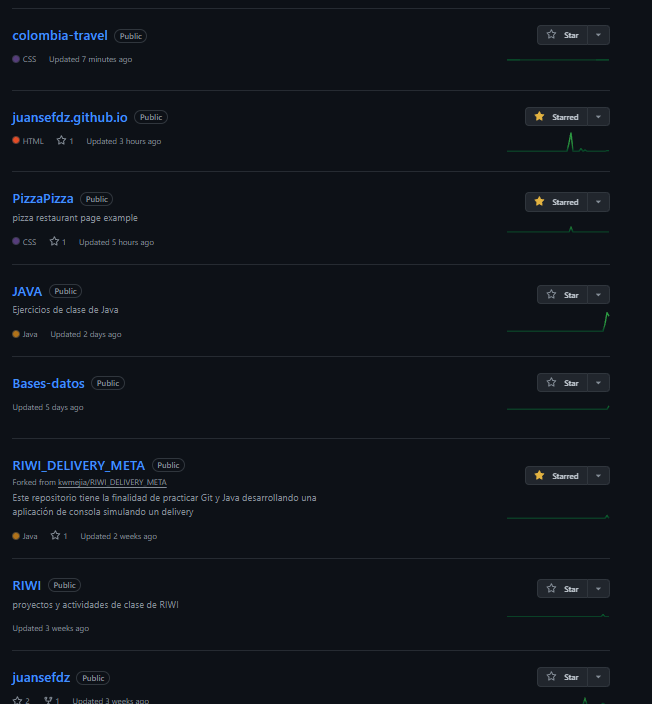 colombia-travel Public Star
CSS Updated 7 minutes ago
juansefdz.github.io Public Starred
HTML 1 Updated 3 hours ago
PizzaPizza Public Starred
pizza restaurant page example
CSS 1 Updated 5 hours ago
JAVA Public Star
Ejercicios de clase de Java
Java Updated 2 days ago
Bases-datos Public Star
Updated 5 days ago
RIWI_DELIVERY_META Public Starred
Forked from kwmejia/RIWI_DELIVERY_META
Este repositorio tiene la finalidad de practicar Git y Java desarrollando una
aplicación de consola simulando un delivery
Java 1 Updated 2 weeks ago
RIWI Public Star
proyectos y actividades de clase de RIWI
Updated 3 weeks ago
juansefdz Public Star
2 1 Updated 3 weeks ago